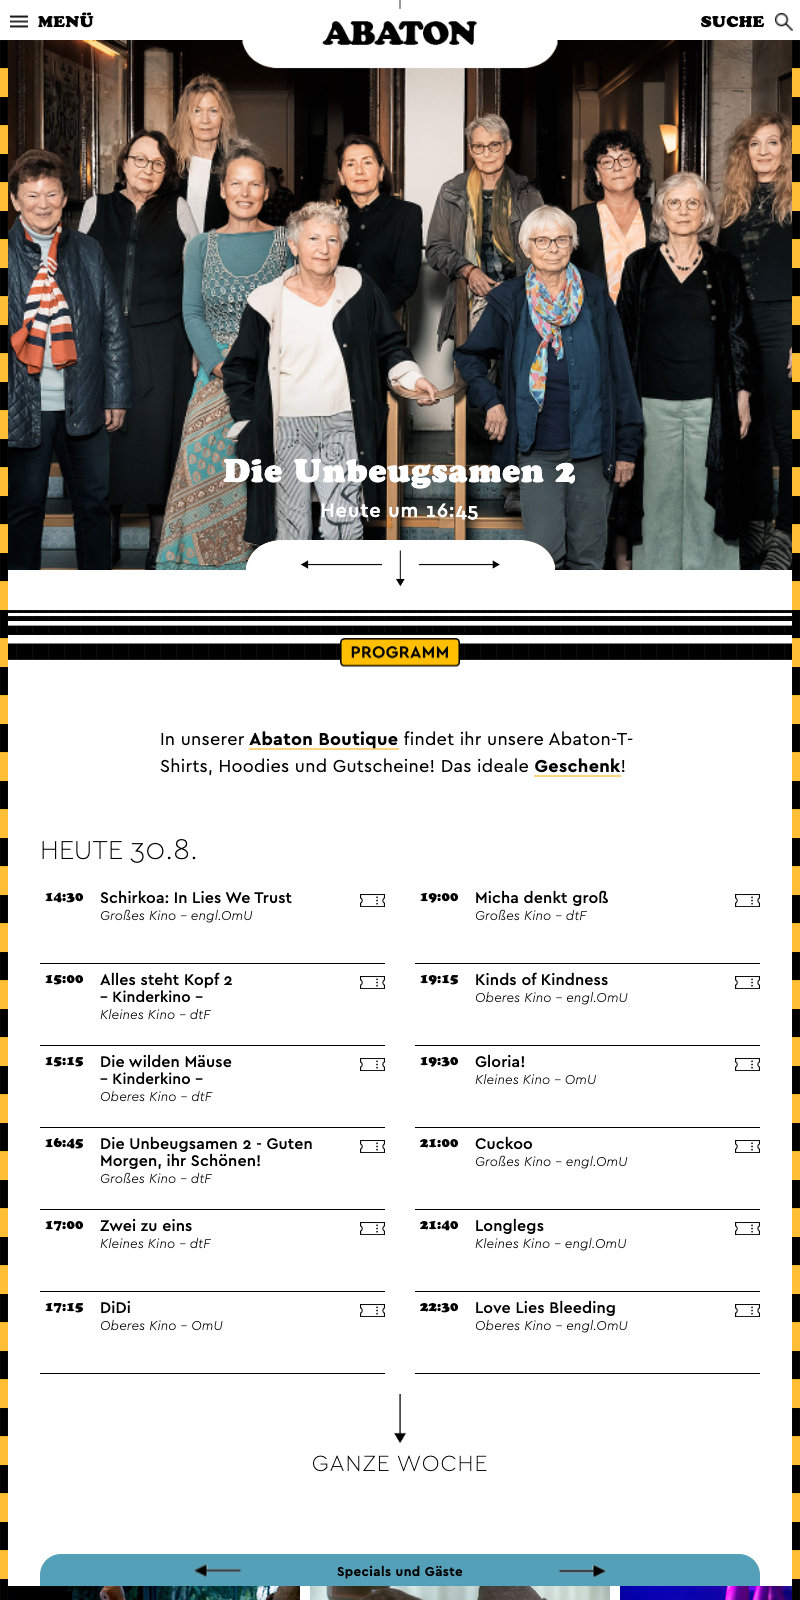 MENÜ
ABATON
SUCHE
Die Unbeugsamen 2
Heute um 16:45
PROGRAMM
In unserer Abaton Boutique findet ihr unsere Abaton-T-
Shirts, Hoodies und Gutscheine! Das ideale Geschenk!
HEUTE 30.8.
14:30 Schirkoa: In Lies We Trust
Großes Kino – engl.OmU
15:00 Alles steht Kopf 2
– Kinderkino –
Kleines Kino – dtF
15:15 Die wilden Mäuse
– Kinderkino –
Oberes Kino – dtF
16:45 Die Unbeugsamen 2 - Guten
Morgen, ihr Schönen!
Großes Kino – dtF
17:00 Zwei zu eins
Kleines Kino – dtF
17:15 DiDi
Oberes Kino – OmU
19:00 Micha denkt groß
Großes Kino – dtF
19:15 Kinds of Kindness
Oberes Kino – engl.OmU
19:30 Gloria!
Kleines Kino – OmU
21:00 Cuckoo
Großes Kino – engl.OmU
21:40 Longlegs
Kleines Kino – engl.OmU
22:30 Love Lies Bleeding
Oberes Kino – engl.OmU
GANZE WOCHE
Specials und Gäste